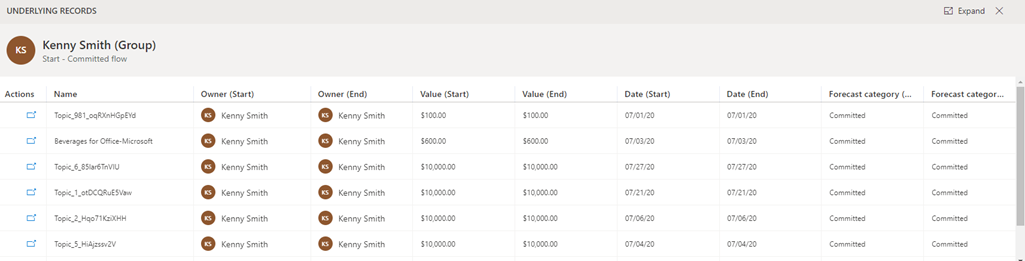 UNDERLYING RECORDS Expand
KS Kenny Smith (Group)
Start - Committed flow
Actions Name Owner (Start) Owner (End) Value (Start) Value (End) Date (Start) Date (End) Forecast category (... Forecast categor...
Topic_981_oqRXnHGpEYd KS Kenny Smith KS Kenny Smith $100.00 $100.00 07/01/20 07/01/20 Committed Committed
Beverages for Office-Microsoft KS Kenny Smith KS Kenny Smith $600.00 $600.00 07/03/20 07/03/20 Committed Committed
Topic_6_85Iar6TnVIU KS Kenny Smith KS Kenny Smith $10,000.00 $10,000.00 07/27/20 07/27/20 Committed Committed
Topic_1_otDCQRuE5Vaw KS Kenny Smith KS Kenny Smith $10,000.00 $10,000.00 07/21/20 07/21/20 Committed Committed
Topic_2_Hqo71KziXHH KS Kenny Smith KS Kenny Smith $10,000.00 $10,000.00 07/06/20 07/06/20 Committed Committed
Topic_5_HiAjzssv2V KS Kenny Smith KS Kenny Smith $10,000.00 $10,000.00 07/04/20 07/04/20 Committed Committed